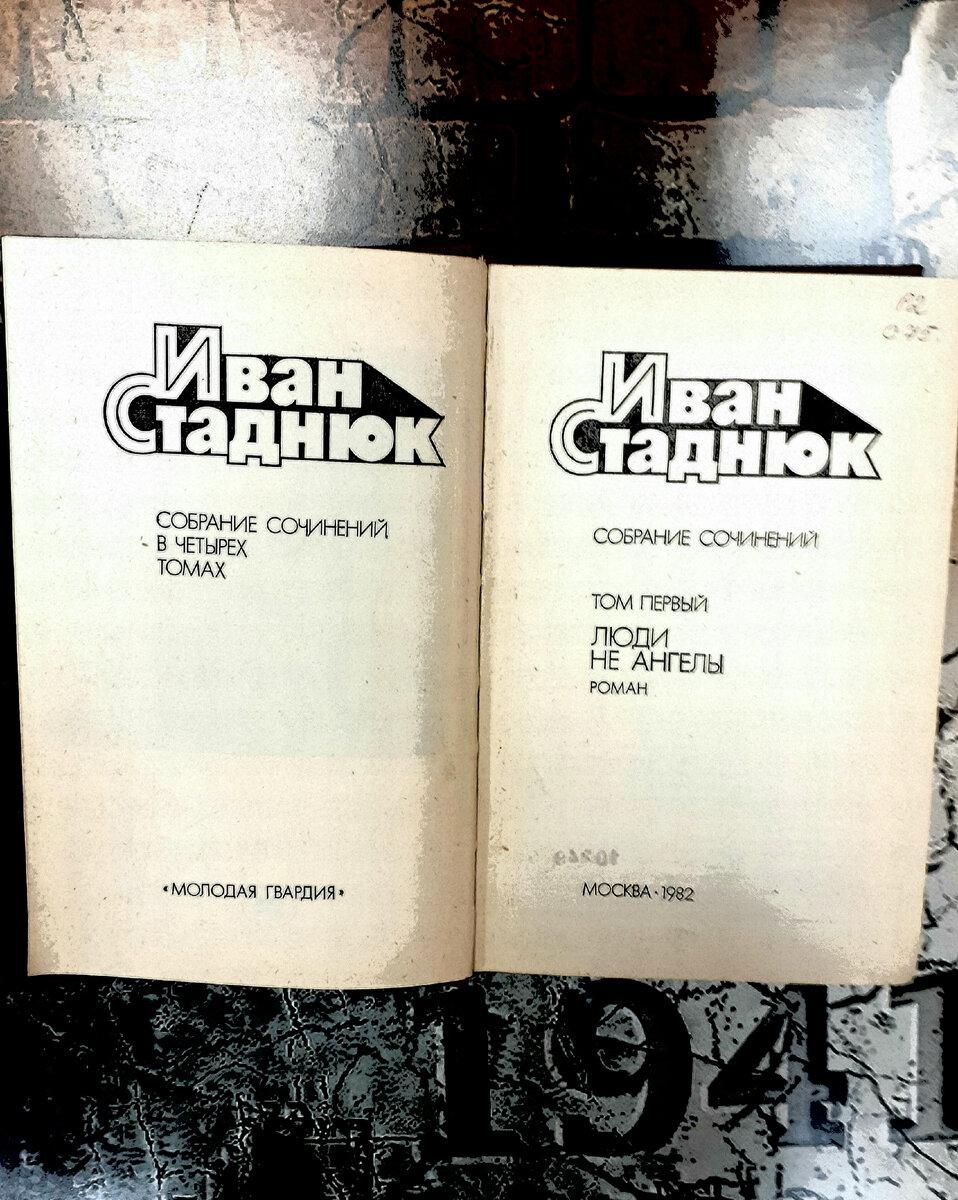 Иван
Стаднюк
СОБРАНИЕ СОЧИНЕНИЙ
В ЧЕТЫРЕХ
ТОМАХ
«МОЛОДАЯ ГВАРДИЯ»
Иван
Стаднюк
СОБРАНИЕ СОЧИНЕНИЙ
ТОМ ПЕРВЫЙ
ЛЮДИ
НЕ АНГЕЛЫ
РОМАН
МОСКВА · 1982
1941